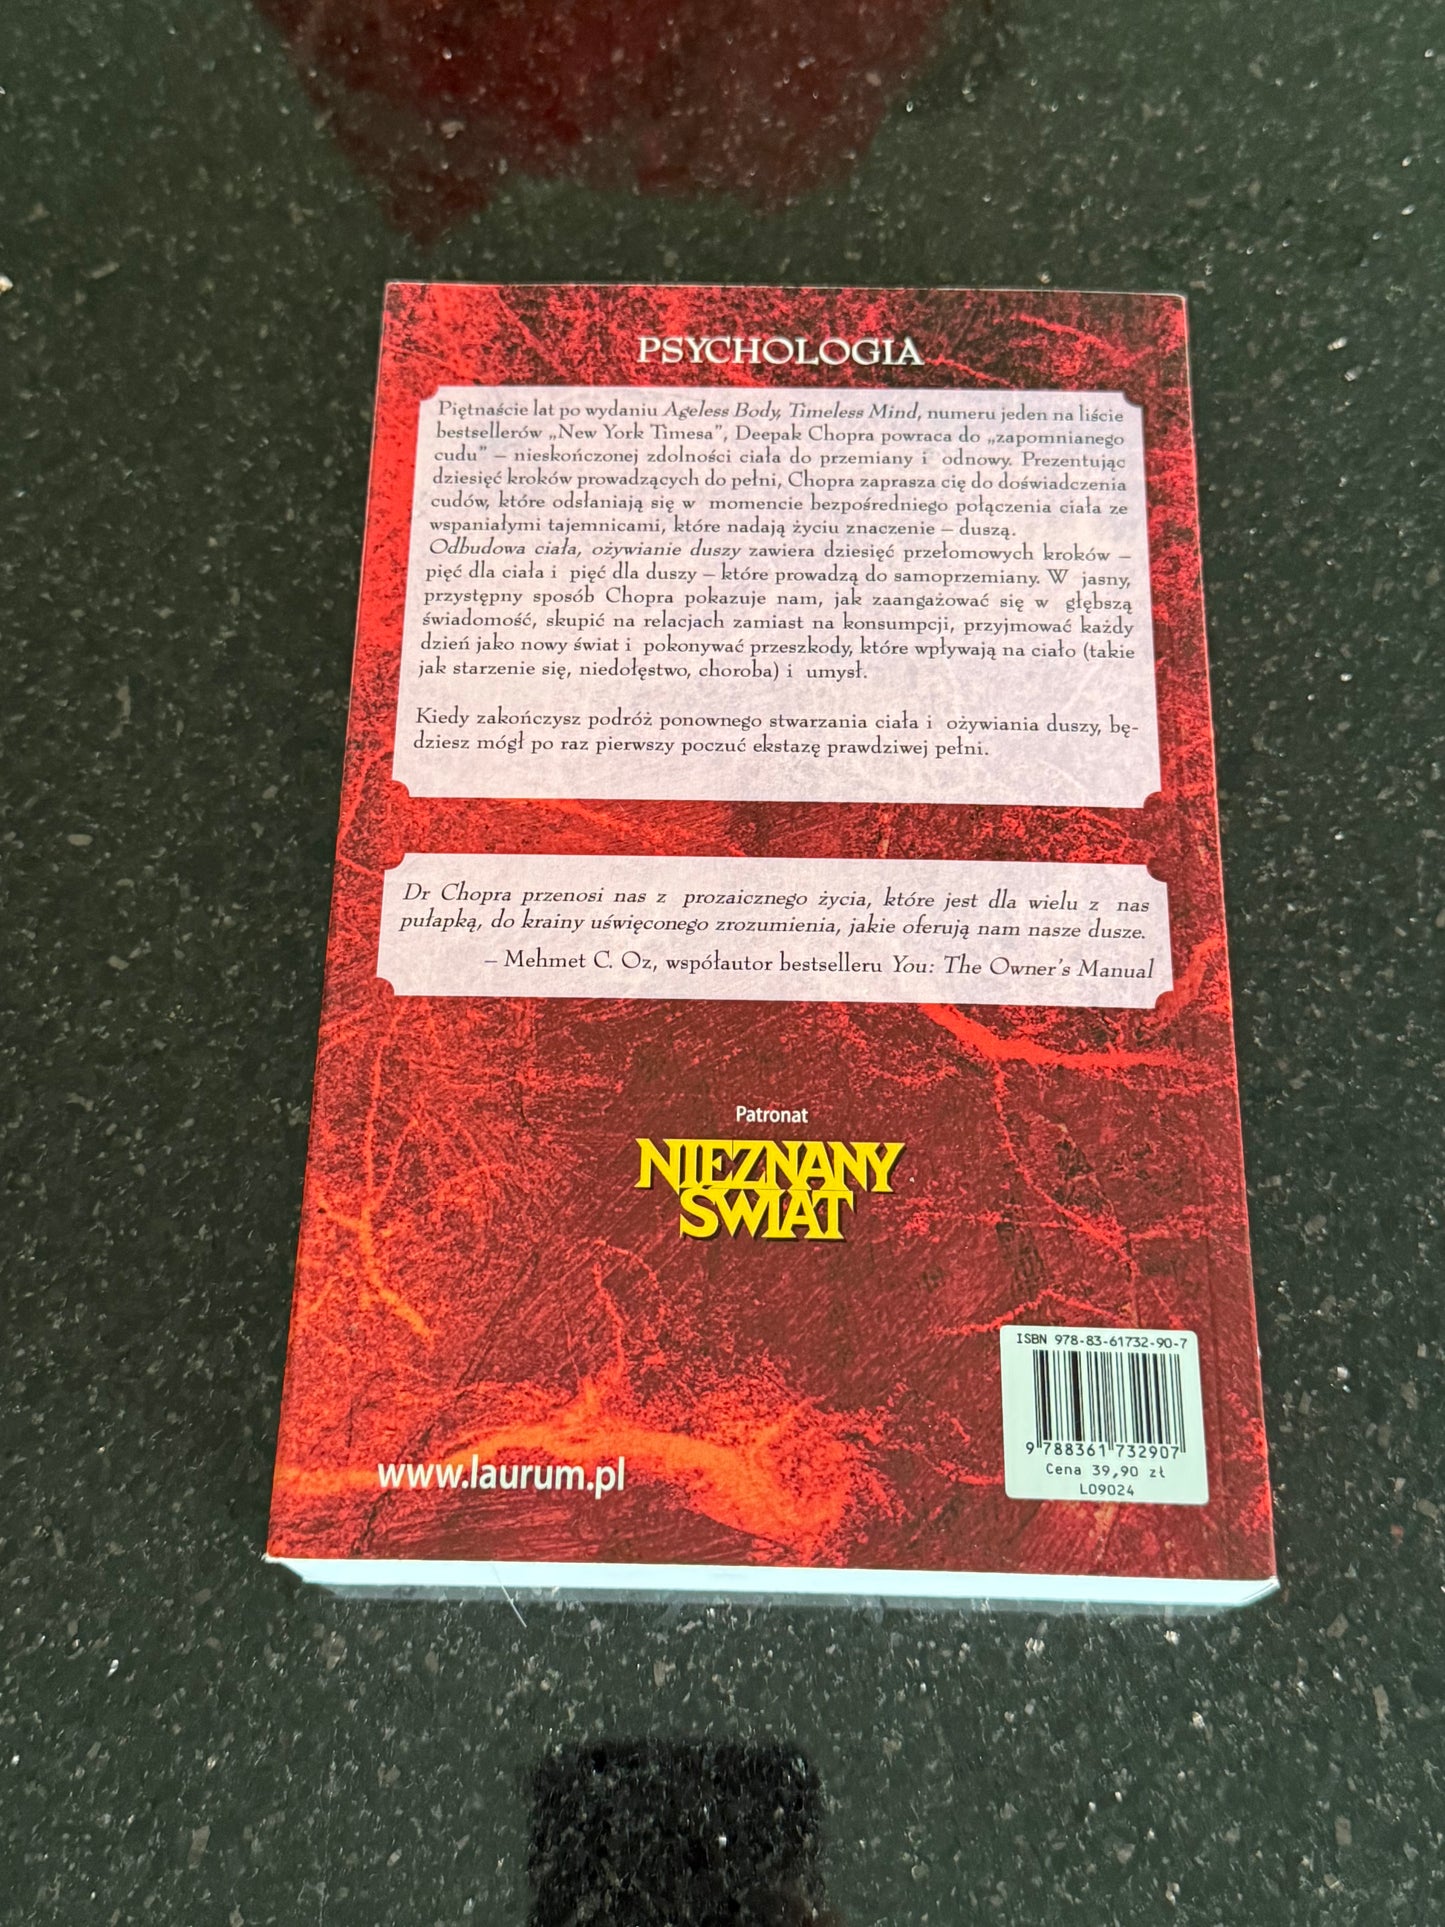 PSYCHOLOGIA
Piętnaście lat po wydaniu Ageless Body, Timeless Mind, numeru jeden na liście
bestsellerów „New York Timesa”, Deepak Chopra powraca do „zapomnianego
cudu” – nieskończonej zdolności ciała do przemiany i odnowy. Prezentując
dziesięć kroków prowadzących do pełni, Chopra zaprasza cię do doświadczenia
cudów, które odsłaniają się w momencie bezpośredniego połączenia ciała ze
wspaniałymi tajemnicami, które nadają życiu znaczenie – duszą.
Odbudowa ciała, ożywianie duszy zawiera dziesięć przełomowych kroków –
pięć dla ciała i pięć dla duszy – które prowadzą do samoprzemiany. W jasny,
przystępny sposób Chopra pokazuje nam, jak zaangażować się w głębszą
świadomość, skupić na relacjach zamiast na konsumpcji, przyjmować każdy
dzień jako nowy świat i pokonywać przeszkody, które wpływają na ciało (takie
jak starzenie się, niedołęstwo, choroba) i umysł.
Kiedy zakończysz podróż ponownego stwarzania ciała i ożywiania duszy, bę-
dziesz mógł po raz pierwszy poczuć ekstazę prawdziwej pełni.
Dr Chopra przenosi nas z prozaicznego życia, które jest dla wielu z nas
pułapką, do krainy uświęconego zrozumienia, jakie oferują nam nasze dusze.
– Mehmet C. Oz, współautor bestselleru You: The Owner's Manual
Patronat
NIEZNANY
ŚWIAT
ISBN 978-83-61732-90-7
9 788361 732907
Cena 39,90 zł
L09024
www.laurum.pl